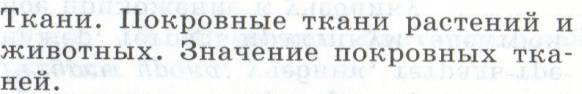 Ткани. Покровные ткани растений и
животных. Значение покровных тка-
ней.